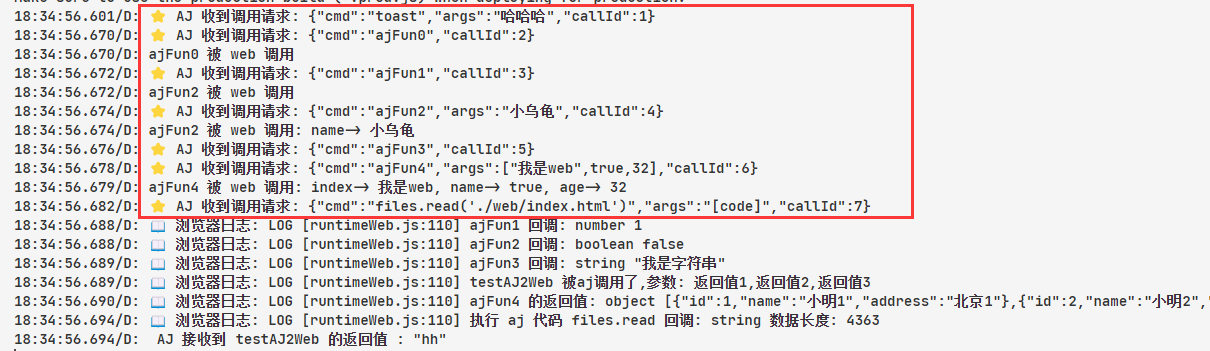 18:34:56.601/D: ⭐ AJ 收到调用请求: {"cmd":"toast","args":"哈哈哈","callId":1}
18:34:56.670/D: ⭐ AJ 收到调用请求: {"cmd":"ajFun0","callId":2}
18:34:56.670/D: ajFun0 被 web 调用
18:34:56.672/D: ⭐ AJ 收到调用请求: {"cmd":"ajFun1","callId":3}
18:34:56.672/D: ajFun2 被 web 调用
18:34:56.674/D: ⭐ AJ 收到调用请求: {"cmd":"ajFun2","args":"小乌龟","callId":4}
18:34:56.674/D: ajFun2 被 web 调用: name→ 小乌龟
18:34:56.676/D: ⭐ AJ 收到调用请求: {"cmd":"ajFun3","callId":5}
18:34:56.678/D: ⭐ AJ 收到调用请求: {"cmd":"ajFun4","args":["我是web",true,32],"callId":6}
18:34:56.679/D: ajFun4 被 web 调用: index→ 我是web, name→ true, age→ 32
18:34:56.682/D: ⭐ AJ 收到调用请求: {"cmd":"files.read('./web/index.html')","args":"[code]","callId":7}
18:34:56.688/D: 📖 浏览器日志: LOG [runtimeWeb.js:110] ajFun1 回调: number 1
18:34:56.688/D: 📖 浏览器日志: LOG [runtimeWeb.js:110] ajFun2 回调: boolean false
18:34:56.689/D: 📖 浏览器日志: LOG [runtimeWeb.js:110] ajFun3 回调: string "我是字符串"
18:34:56.689/D: 📖 浏览器日志: LOG [runtimeWeb.js:110] testAJ2Web 被aj调用了,参数: 返回值1,返回值2,返回值3
18:34:56.690/D: 📖 浏览器日志: LOG [runtimeWeb.js:110] ajFun4 的返回值: object [{"id":1,"name":"小明1","address":"北京1"},{"id":2,"name":"小明2","
18:34:56.694/D: 📖 浏览器日志: LOG [runtimeWeb.js:110] 执行 aj 代码 files.read 回调: string 数据长度: 4363
18:34:56.694/D: AJ 接收到 testAJ2Web 的返回值 : "hh"